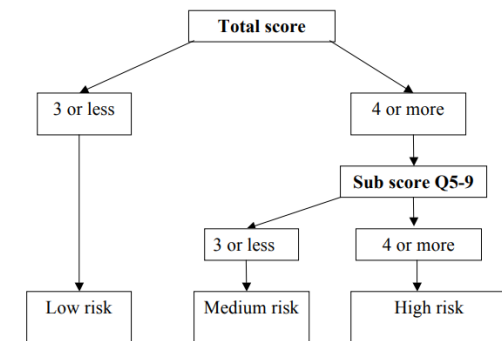 Total score
3 or less
4 or more
Sub score Q5-9
3 or less
4 or more
Low risk
Medium risk
High risk